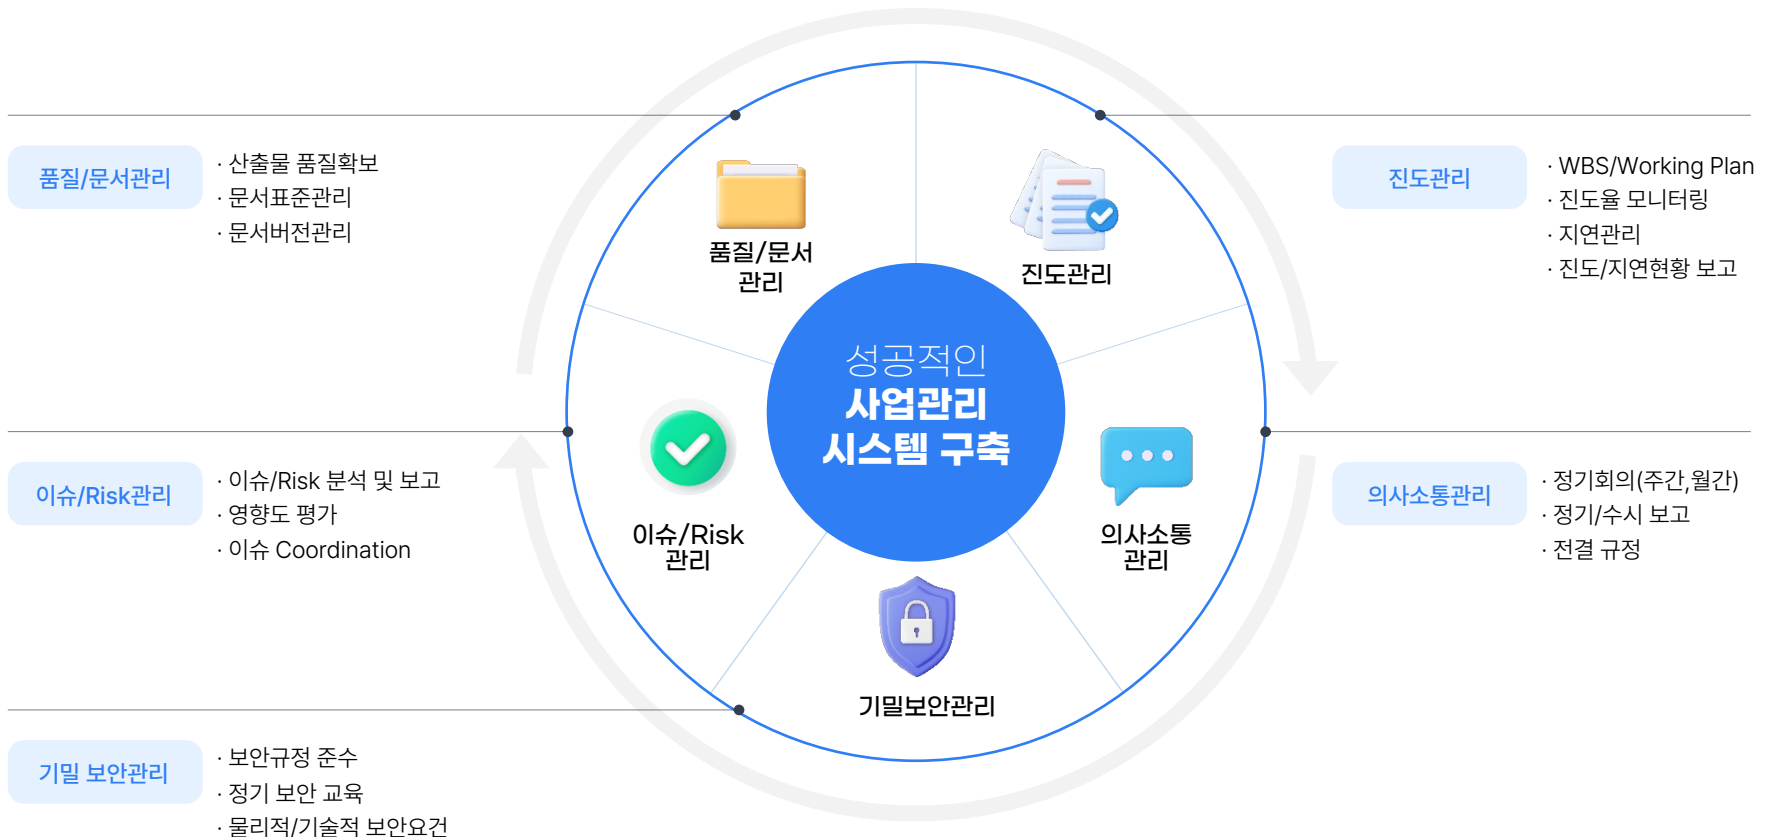 품질/문서관리
· 산출물 품질확보
· 문서표준관리
· 문서버전관리
이슈/Risk관리
· 이슈/Risk 분석 및 보고
· 영향도 평가
· 이슈 Coordination
기밀 보안관리
· 보안규정 준수
· 정기 보안 교육
· 물리적/기술적 보안요건
품질/문서
관리
진도관리
성공적인
사업관리
시스템 구축
이슈/Risk
관리
의사소통
관리
기밀보안관리
진도관리
· WBS/Working Plan
· 진도율 모니터링
· 지연관리
· 진도/지연현황 보고
의사소통관리
· 정기회의(주간,월간)
· 정기/수시 보고
· 전결 규정